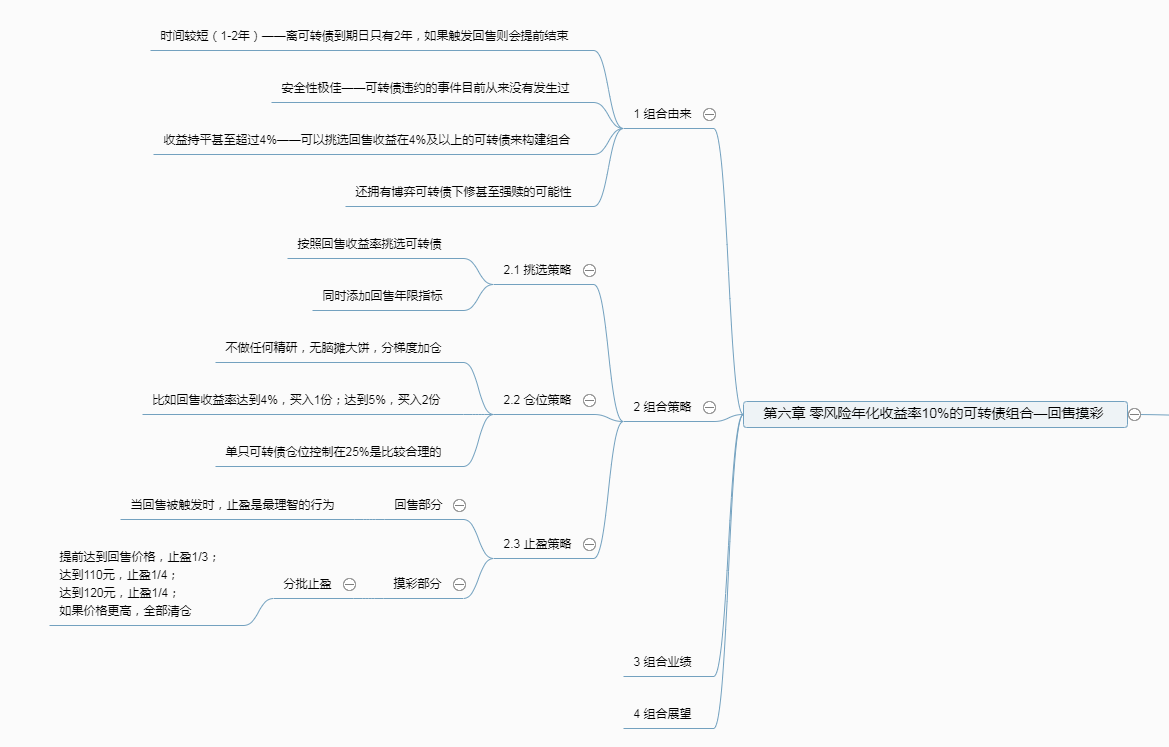 第六章 零风险年化收益率10%的可转债组合—回售摸彩
1 组合由来
时间较短（1-2年）——离可转债到期日只有2年，如果触发回售则会提前结束
安全性极佳——可转债违约的事件目前从来没有发生过
收益持平甚至超过4%——可以挑选回售收益在4%及以上的可转债来构建组合
还拥有博弈可转债下修甚至强赎的可能性
2 组合策略
2.1 挑选策略
按照回售收益率挑选可转债
同时添加回售年限指标
2.2 仓位策略
不做任何精研，无脑摊大饼，分梯度加仓
比如回售收益率达到4%，买入1份；达到5%，买入2份
单只可转债仓位控制在25%是比较合理的
2.3 止盈策略
回售部分
当回售被触发时，止盈是最理智的行为
摸彩部分
分批止盈
提前达到回售价格，止盈1/3；
达到110元，止盈1/4；
达到120元，止盈1/4；
如果价格更高，全部清仓
3 组合业绩
4 组合展望